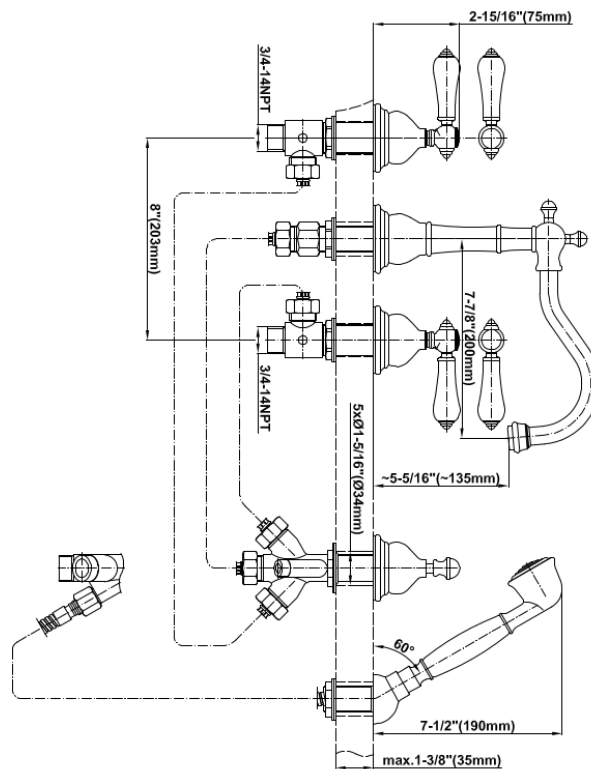 2-15/16"(75mm)
3/4-14NPT
8"(203mm)
7-7/8"(200mm)
3/4-14NPT
5xØ1-5/16"(Ø34mm)
~5-5/16"(~135mm)
60°
7-1/2"(190mm)
max.1-3/8"(35mm)